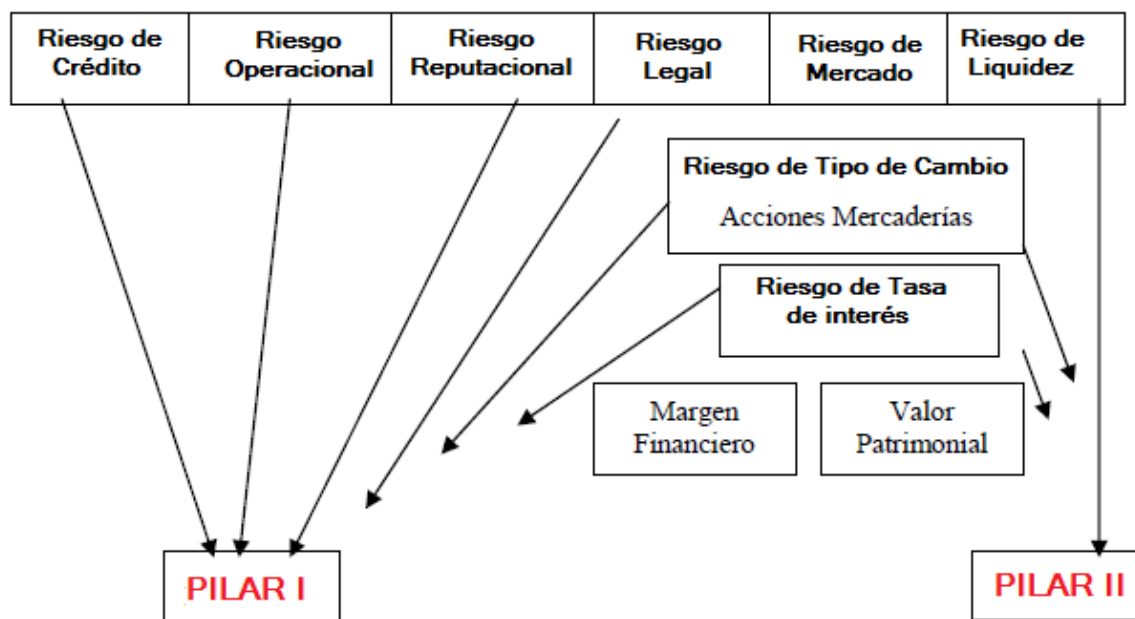 Riesgo de
Crédito
Riesgo
Operacional
Riesgo
Reputacional
Riesgo
Legal
Riesgo de
Mercado
Riesgo de
Liquidez
Riesgo de Tipo de Cambio
Acciones Mercaderías
Riesgo de Tasa
de interés
Margen
Financiero
Valor
Patrimonial
PILAR I
PILAR II